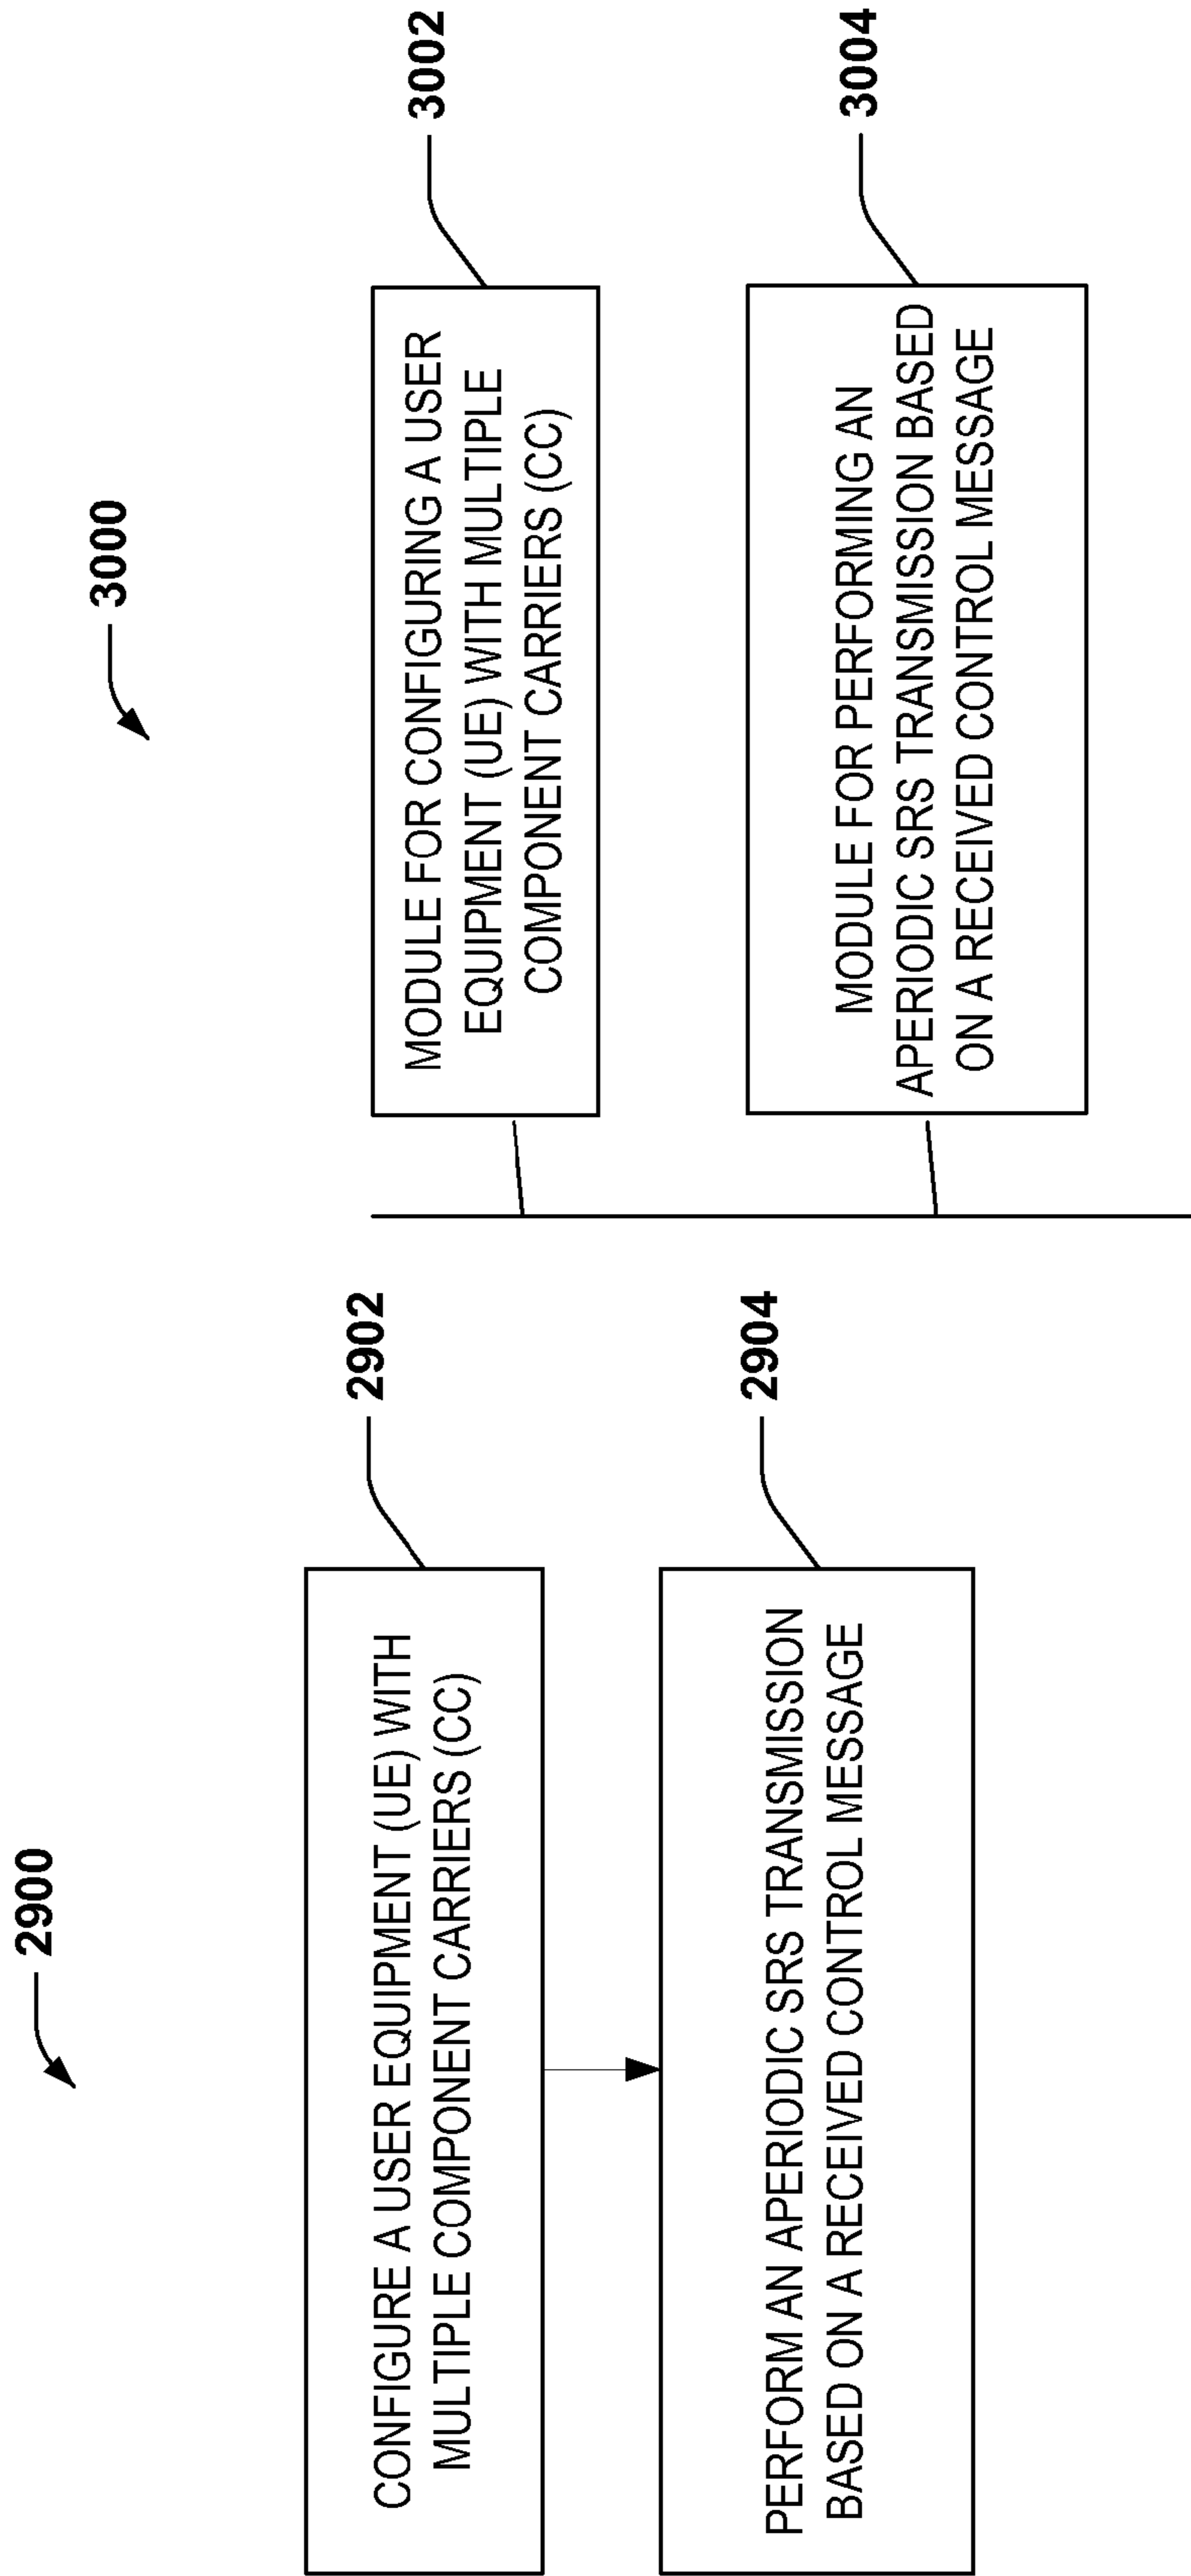 2900
CONFIGURE A USER EQUIPMENT (UE) WITH
MULTIPLE COMPONENT CARRIERS (CC)
2902
PERFORM AN APERIODIC SRS TRANSMISSION
BASED ON A RECEIVED CONTROL MESSAGE
2904
3000
MODULE FOR CONFIGURING A USER
EQUIPMENT (UE) WITH MULTIPLE
COMPONENT CARRIERS (CC)
3002
MODULE FOR PERFORMING AN
APERIODIC SRS TRANSMISSION BASED
ON A RECEIVED CONTROL MESSAGE
3004